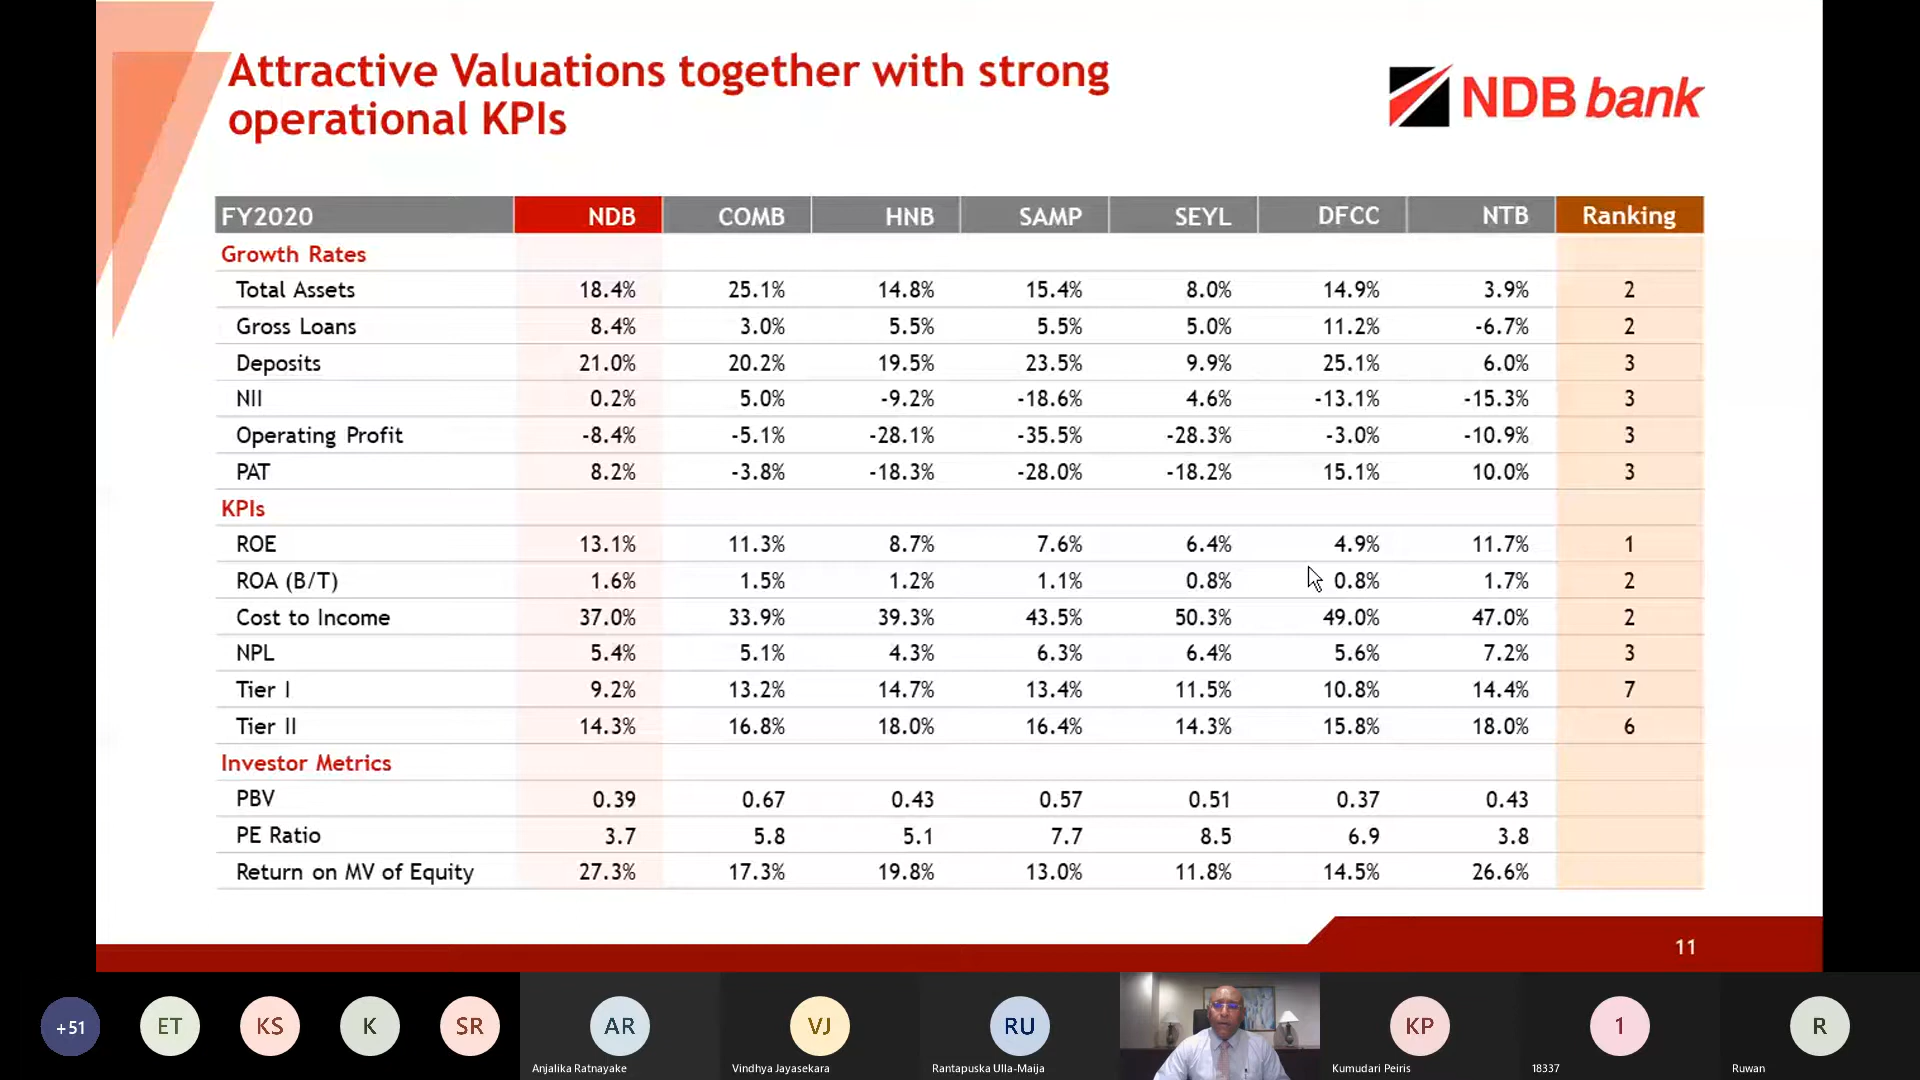 Attractive Valuations together with strong
operational KPIs
NDB bank
FY2020 NDB COMB HNB SAMP SEYL DFCC NTB Ranking
Growth Rates
Total Assets 18.4% 25.1% 14.8% 15.4% 8.0% 14.9% 3.9% 2
Gross Loans 8.4% 3.0% 5.5% 5.5% 5.0% 11.2% -6.7% 2
Deposits 21.0% 20.2% 19.5% 23.5% 9.9% 25.1% 6.0% 3
NII 0.2% 5.0% -9.2% -18.6% 4.6% -13.1% -15.3% 3
Operating Profit -8.4% -5.1% -28.1% -35.5% -28.3% -3.0% -10.9% 3
PAT 8.2% -3.8% -18.3% -28.0% -18.2% 15.1% 10.0% 3
KPIs
ROE 13.1% 11.3% 8.7% 7.6% 6.4% 4.9% 11.7% 1
ROA (B/T) 1.6% 1.5% 1.2% 1.1% 0.8% 0.8% 1.7% 2
Cost to Income 37.0% 33.9% 39.3% 43.5% 50.3% 49.0% 47.0% 2
NPL 5.4% 5.1% 4.3% 6.3% 6.4% 5.6% 7.2% 3
Tier I 9.2% 13.2% 14.7% 13.4% 11.5% 10.8% 14.4% 7
Tier II 14.3% 16.8% 18.0% 16.4% 14.3% 15.8% 18.0% 6
Investor Metrics
PBV 0.39 0.67 0.43 0.57 0.51 0.37 0.43
PE Ratio 3.7 5.8 5.1 7.7 8.5 6.9 3.8
Return on MV of Equity 27.3% 17.3% 19.8% 13.0% 11.8% 14.5% 26.6%
11
+51 ET KS K SR AR VJ RU KP 1 R
Anjalika Ratnayake Vindhya Jayasekara Rantapuska Ulla-Maija Kumudari Peiris 18337 Ruwan